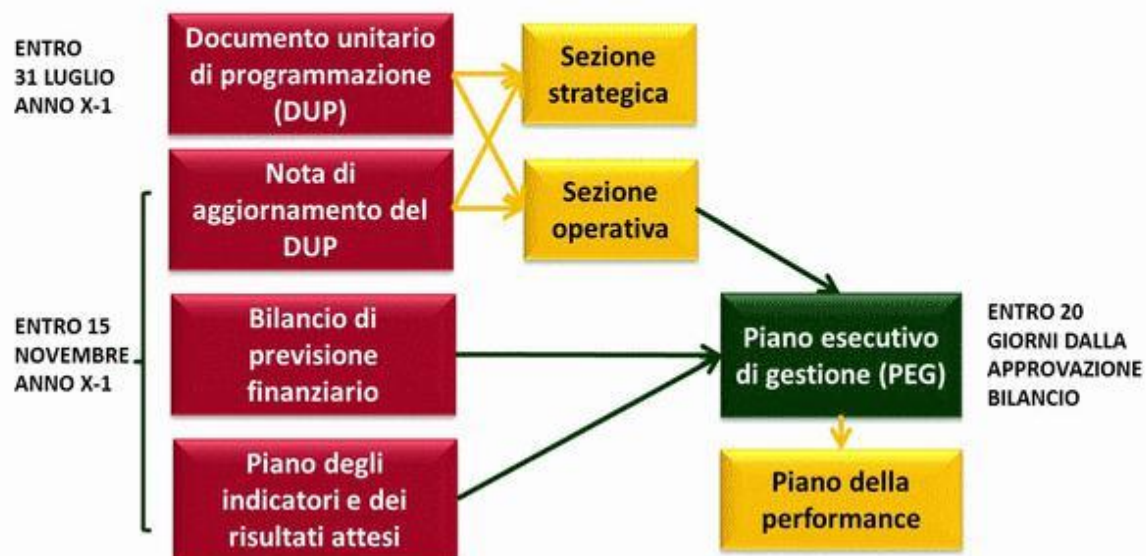 ENTRO
31 LUGLIO
ANNO X-1
Documento unitario
di programmazione
(DUP)
Sezione
strategica
Nota di
aggiornamento del
DUP
Sezione
operativa
ENTRO 15
NOVEMBRE
ANNO X-1
Bilancio di
previsione
finanziario
Piano esecutivo
di gestione (PEG)
ENTRO 20
GIORNI DALLA
APPROVAZIONE
BILANCIO
Piano degli
indicatori e dei
risultati attesi
Piano della
performance